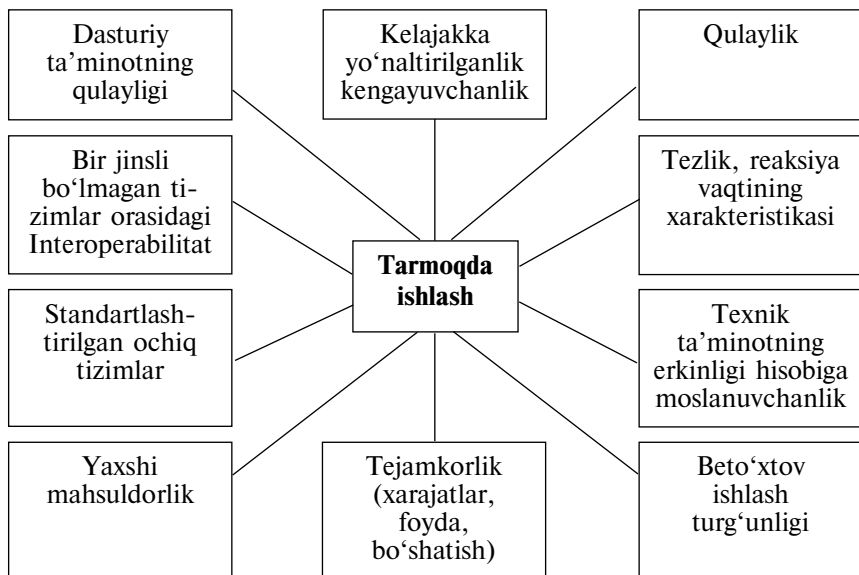 Dasturiy
ta’minotning
qulayligi
Kelajakka
yo‘naltirilganlik
kengayuvchanlik
Qulaylik
Bir jinsli
bo‘lmagan ti-
zimlar orasidagi
Interoperabilitat
Tezlik, reaksiya
vaqtining
xarakteristikasi
Tarmoqda
ishlash
Standartlash-
tirilgan ochiq
tizimlar
Texnik
ta’minotning
erkinligi hisobiga
moslanuvchanlik
Yaxshi
mahsuldorlik
Tejamkorlik
(xarajatlar,
foyda,
bo‘shatish)
Beto‘xtov
ishlash
turg‘unligi